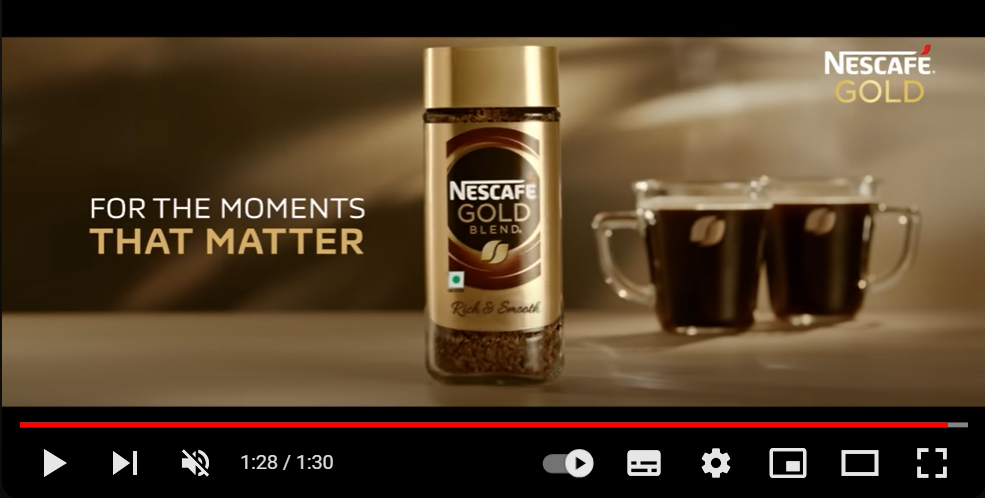 NESCAFÉ.
GOLD
FOR THE MOMENTS
THAT MATTER
NESCAFÉ
GOLD
BLEND
Rich & Smooth
1:28 / 1:30